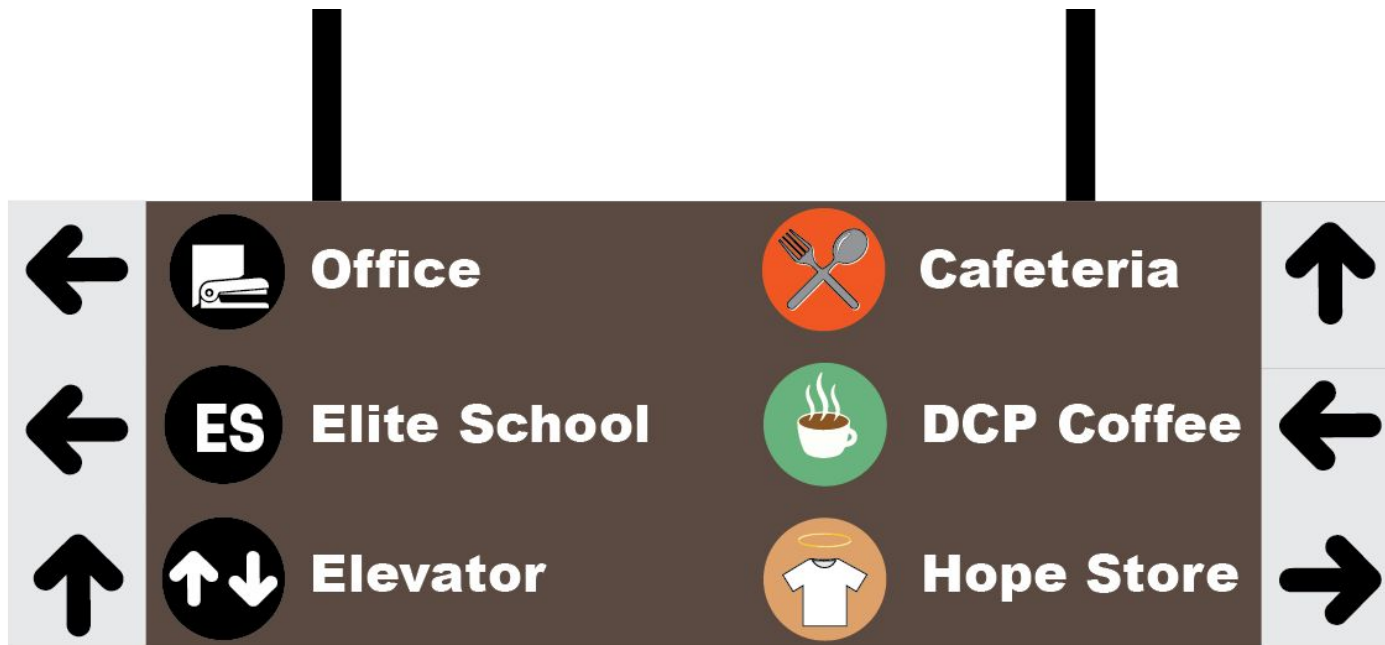 Office
ES Elite School
Elevator
Cafeteria
DCP Coffee
Hope Store